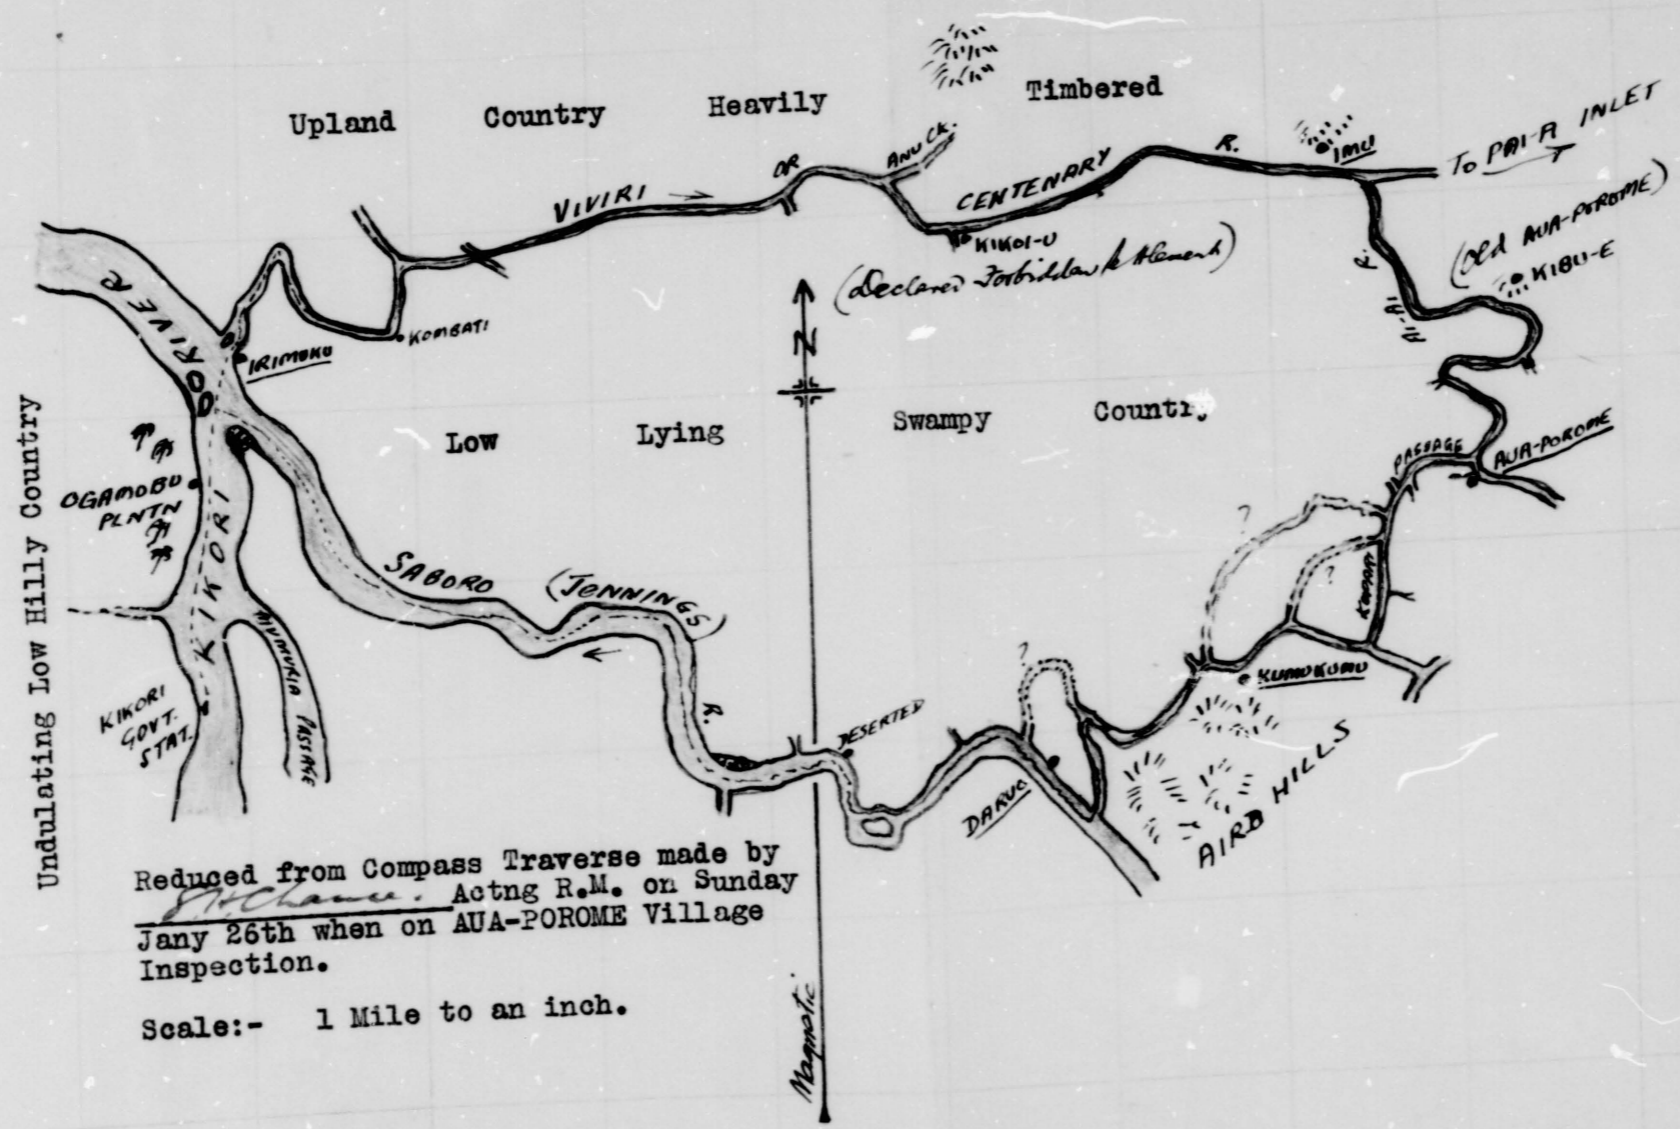 Upland Country Heavily Timbered
VIVIRI OR CENTENARY R.
ANU CK.
IMU
TO PAI-A INLET
(Old AUA-POROME)
KIBU-E
KIKOI-U
(Declared Forbidden Settlement)
RIVER
IRIMOKU
KOMBATI
N
AI-AI R.
Low Lying Swampy Country
Undulating Low Hilly Country
OGAMOBU
PLNTN
KIKORI
SABORO (JENNINGS) R.
PASSAGE
AUA-POROME
?
?
?
KUMUKUMU
MUMURIA PASSAGE
KIKORI
GOVT.
STAT.
DESERTED
AIRD HILLS
Reduced from Compass Traverse made by
Actng R.M. on Sunday
Jany 26th when on AUA-POROME Village
Inspection.
Scale:- 1 Mile to an inch.
Magnetic